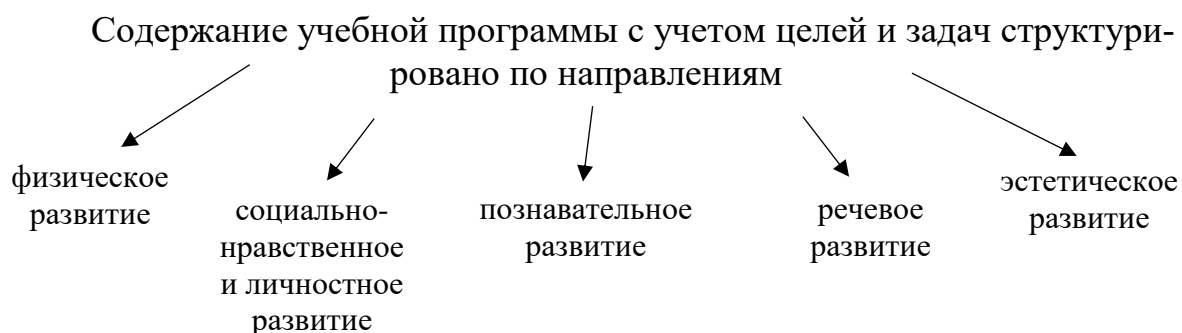 Содержание учебной программы с учетом целей и задач структури-
ровано по направлениям
физическое
развитие
социально-
нравственное
и личностное
развитие
познавательное
развитие
речевое
развитие
эстетическое
развитие